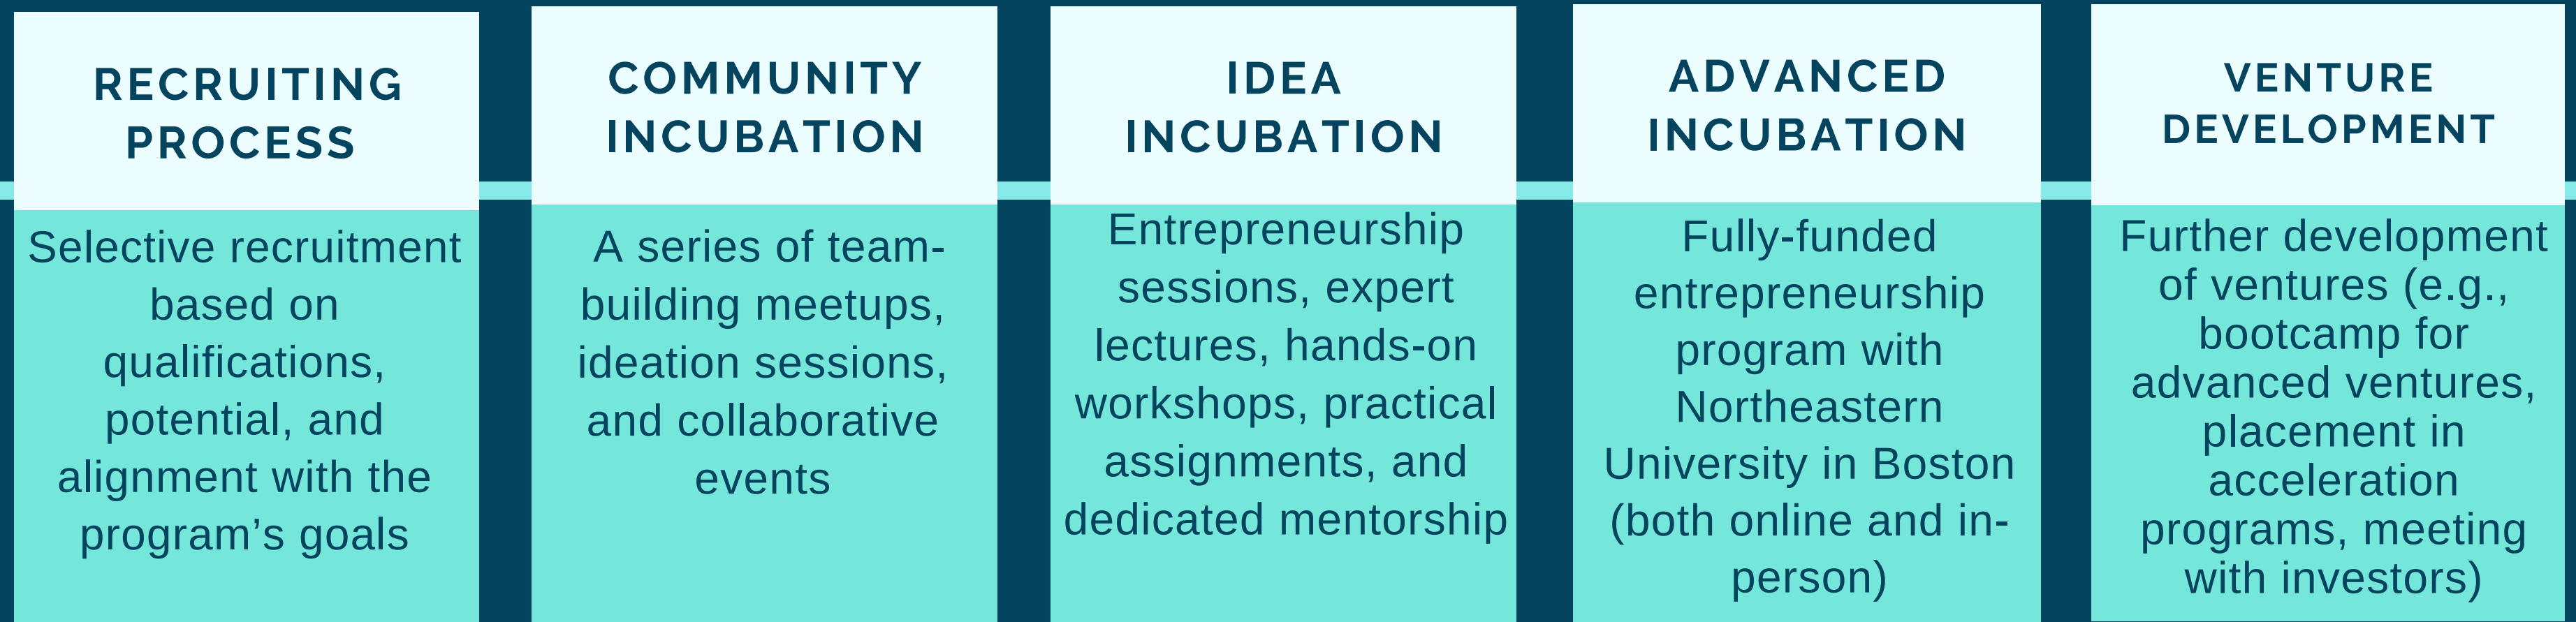 RECRUITING
PROCESS
Selective recruitment
based on
qualifications,
potential, and
alignment with the
program’s goals
COMMUNITY
INCUBATION
A series of team-
building meetups,
ideation sessions,
and collaborative
events
IDEA
INCUBATION
Entrepreneurship
sessions, expert
lectures, hands-on
workshops, practical
assignments, and
dedicated mentorship
ADVANCED
INCUBATION
Fully-funded
entrepreneurship
program with
Northeastern
University in Boston
(both online and in-
person)
VENTURE
DEVELOPMENT
Further development
of ventures (e.g.,
bootcamp for
advanced ventures,
placement in
acceleration
programs, meeting
with investors)